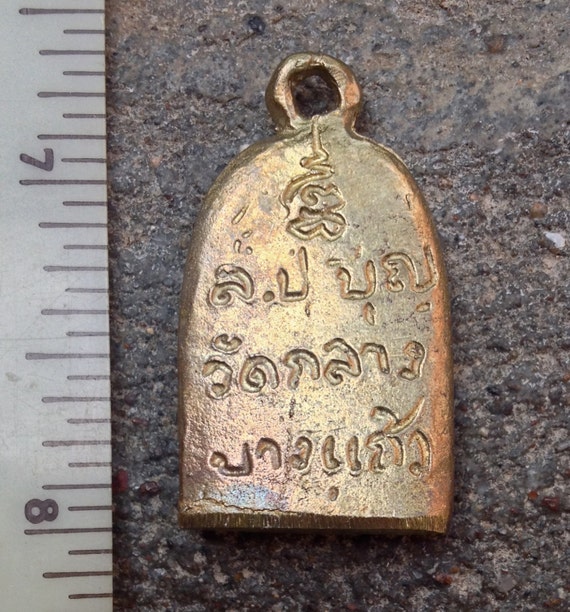 7
8
ล.ป บุญ
วัดกลาง
บางแก้ว